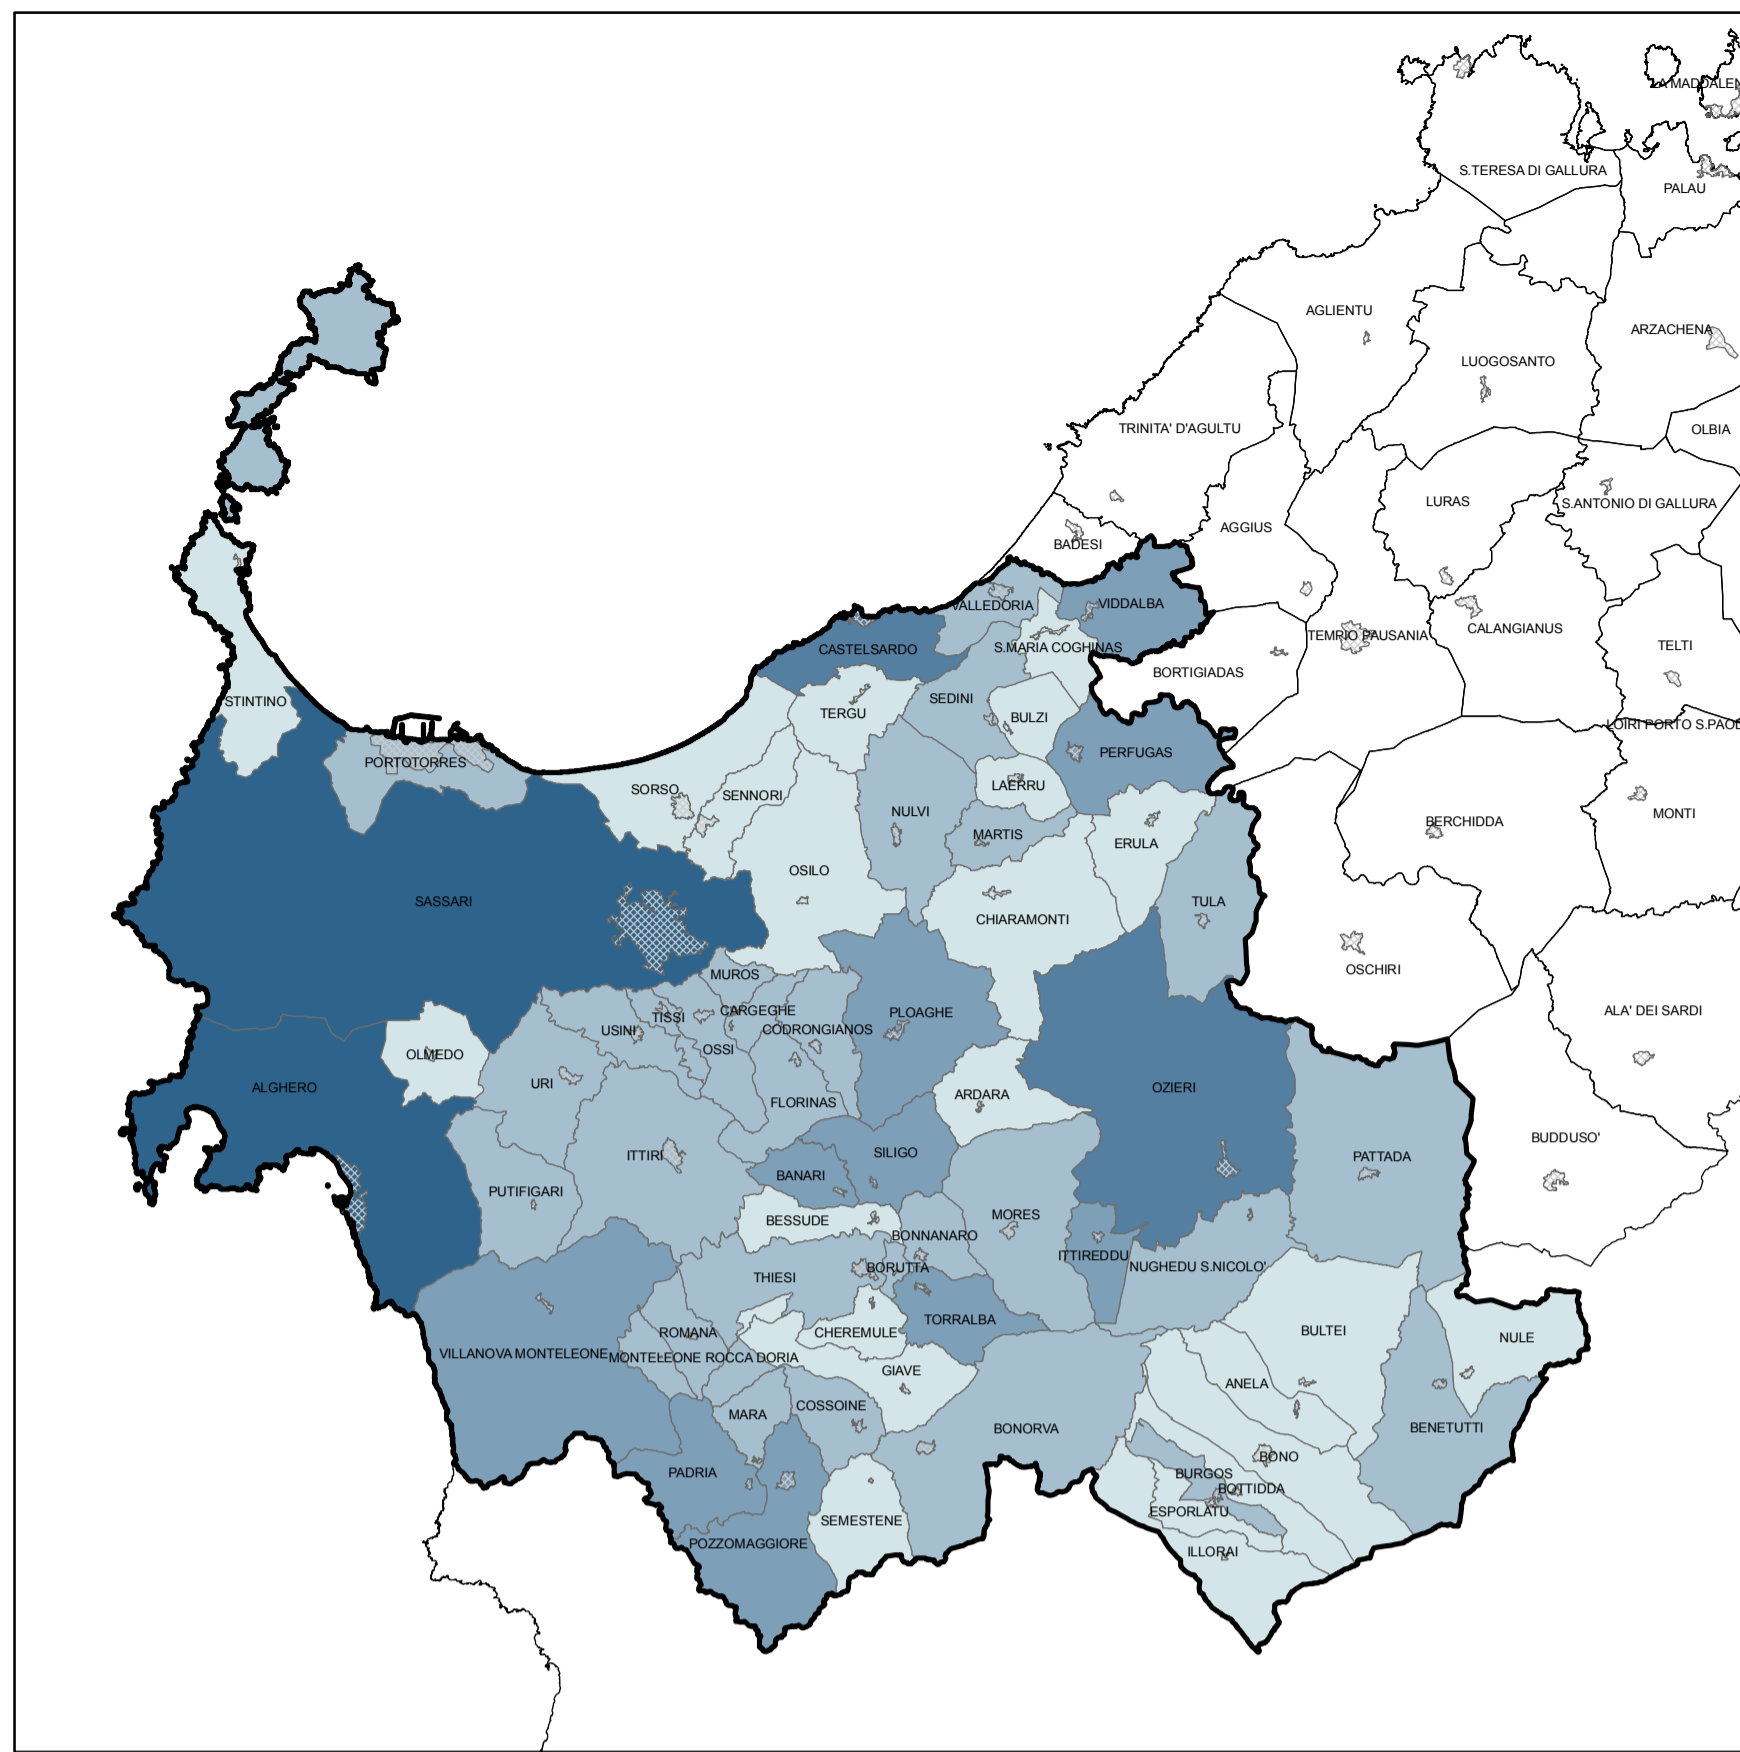 LA MADDALEN
S.TERESA DI GALLURA
PALAU
AGLIENTU
ARZACHENA
LUOGOSANTO
TRINITA' D'AGULTU
OLBIA
LURAS
S.ANTONIO DI GALLURA
AGGIUS
BADESI
VALLEDORIA
VIDDALBA
CALANGIANUS
TEMPIO PAUSANIA
TELTI
CASTELSARDO
S.MARIA COGHINAS
BORTIGIADAS
STINTINO
SEDINI
TERGU
BULZI
LOIRI PORTO S.PAOL
PERFUGAS
PORTOTORRES
LAERRU
SORSO
SENNORI
NULVI
MONTI
BERCHIDDA
MARTIS
ERULA
OSILO
SASSARI
TULA
CHIARAMONTI
OSCHIRI
MUROS
CARGEGHE
PLOAGHE
ALA' DEI SARDI
TISSI
USINI
CODRONGIANOS
OSSI
OLMEDO
URI
ALGHERO
OZIERI
ARDARA
FLORINAS
BUDDUSO'
SILIGO
ITTIRI
PATTADA
BANARI
PUTIFIGARI
MORES
BESSUDE
BONNANARO
ITTIREDDU
BORUTTA
NUGHEDU S.NICOLO'
THIESI
TORRALBA
ROMANA
CHEREMULE
BULTEI
NULE
VILLANOVA MONTELEONE
MONTELEONE ROCCA DORIA
GIAVE
ANELA
COSSOINE
MARA
BONORVA
BENETUTTI
BONO
PADRIA
BURGOS
BOTTIDDA
ESPORLATU
SEMESTENE
POZZOMAGGIORE
ILLORAI